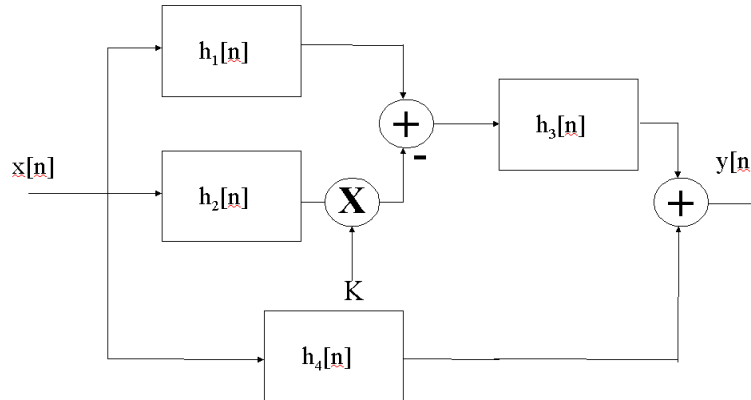 h₁[n]
+
h₃[n]
-
x[n]
y[n
h₂[n]
X
+
K
h₄[n]